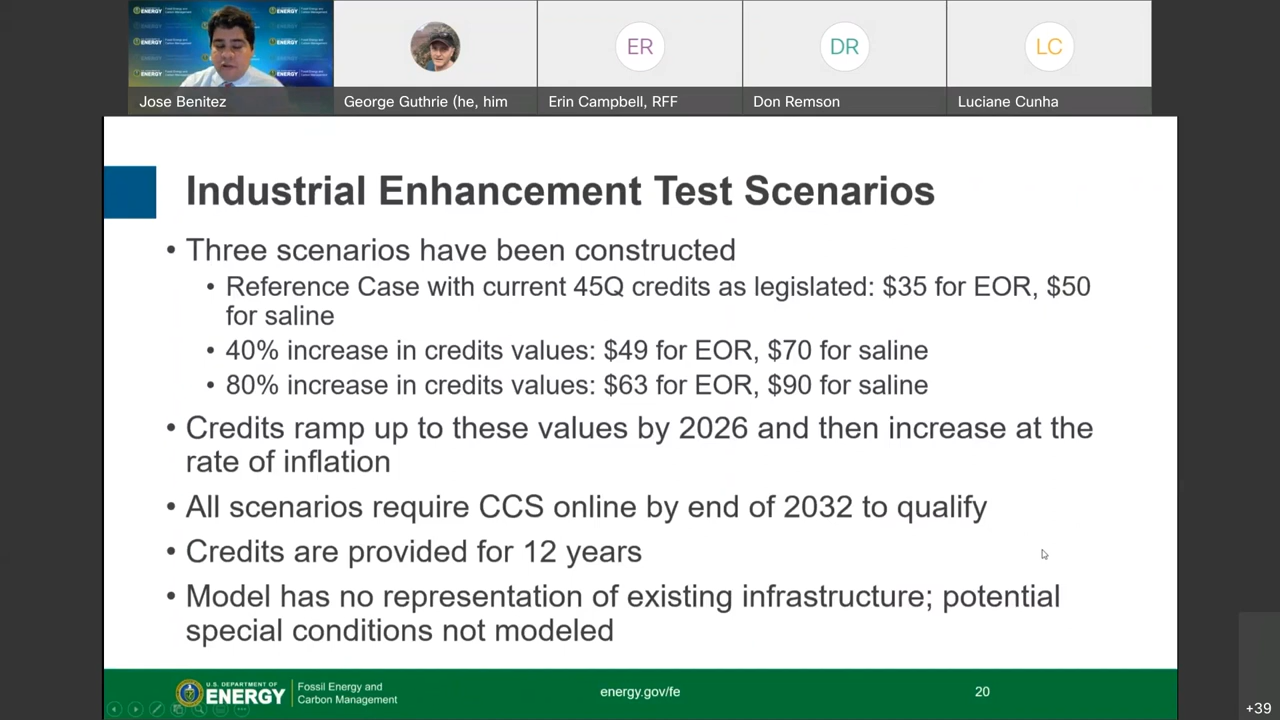 ENERGY
ENERGY
ENERGY
ENERGY
ER
DR
LC
Jose Benitez
George Guthrie (he, him
Erin Campbell, RFF
Don Remson
Luciane Cunha
Industrial Enhancement Test Scenarios
• Three scenarios have been constructed
• Reference Case with current 45Q credits as legislated: $35 for EOR, $50
for saline
• 40% increase in credits values: $49 for EOR, $70 for saline
• 80% increase in credits values: $63 for EOR, $90 for saline
• Credits ramp up to these values by 2026 and then increase at the
rate of inflation
• All scenarios require CCS online by end of 2032 to qualify
• Credits are provided for 12 years
• Model has no representation of existing infrastructure; potential
special conditions not modeled
U.S. DEPARTMENT OF
ENERGY
Fossil Energy and
Carbon Management
energy.gov/fe
20
+39